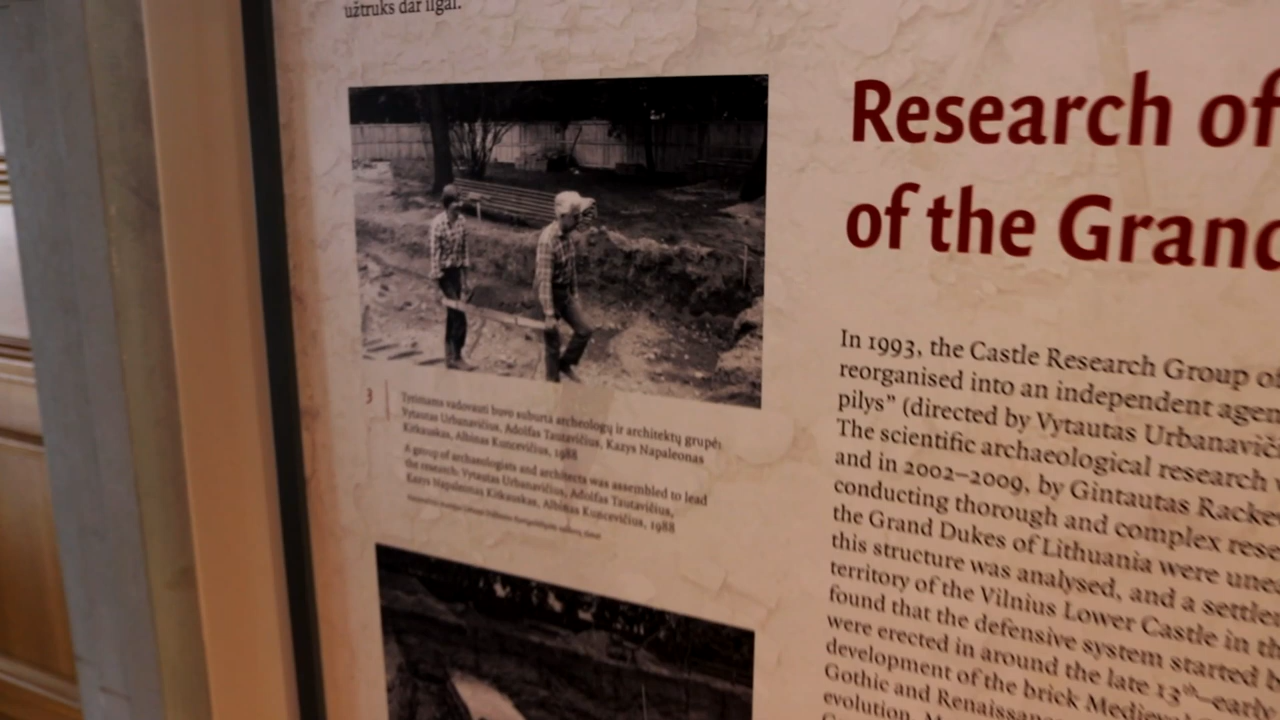 užtruks dar ilgai.
3
Tyrimams vadovauti buvo suburta archeologų ir architektų grupė:
Vytautas Urbanavičius, Adolfas Tautavičius, Kazys Napaleonas
Kitkauskas, Albinas Kuncevičius, 1988
A group of archaeologists and architects was assembled to lead
the research: Vytautas Urbanavičius, Adolfas Tautavičius,
Kazys Napaleonas Kitkauskas, Albinas Kuncevičius, 1988
Research of
of the Grand
In 1993, the Castle Research Group of
reorganised into an independent agen
pilys” (directed by Vytautas Urbanavič
The scientific archaeological research
and in 2002–2009, by Gintautas Racke
conducting thorough and complex rese
the Grand Dukes of Lithuania were une
this structure was analysed, and a settle
territory of the Vilnius Lower Castle in th
found that the defensive system started b
were erected in around the late 13th–early
development of the brick Mediev
Gothic and Renaissan
evolution.